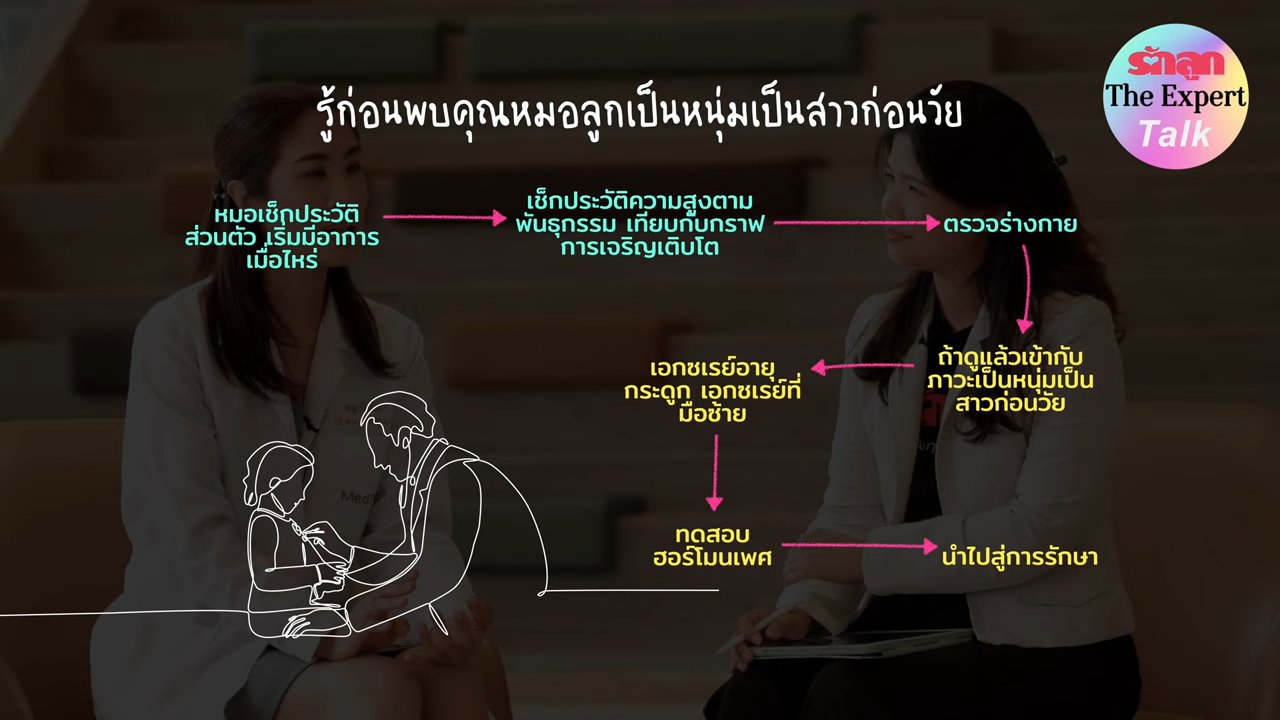 รักลูก
The Expert
Talk
รู้ก่อนพบคุณหมอลูกเป็นหนุ่มเป็นสาวก่อนวัย
หมอเช็กประวัติ
ส่วนตัว เริ่มมีอาการ
เมื่อไหร่
เช็กประวัติความสูงตาม
พันธุกรรม เทียบกับกราฟ
การเจริญเติบโต
ตรวจร่างกาย
ถ้าดูแล้วเข้ากับ
ภาวะเป็นหนุ่มเป็น
สาวก่อนวัย
เอกซเรย์อายุ
กระดูก เอกซเรย์ที่
มือซ้าย
ทดสอบ
ฮอร์โมนเพศ
นำไปสู่การรักษา